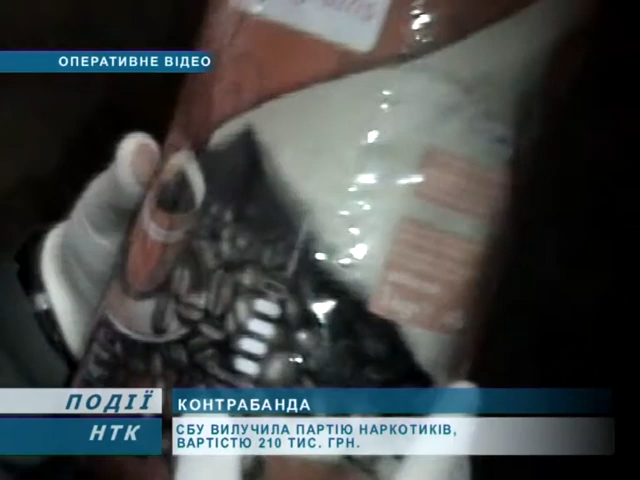 ОПЕРАТИВНЕ ВІДЕО
ПОДІЇ
НТК
КОНТРАБАНДА
СБУ ВИЛУЧИЛА ПАРТІЮ НАРКОТИКІВ,
ВАРТІСТЮ 210 ТИС. ГРН.